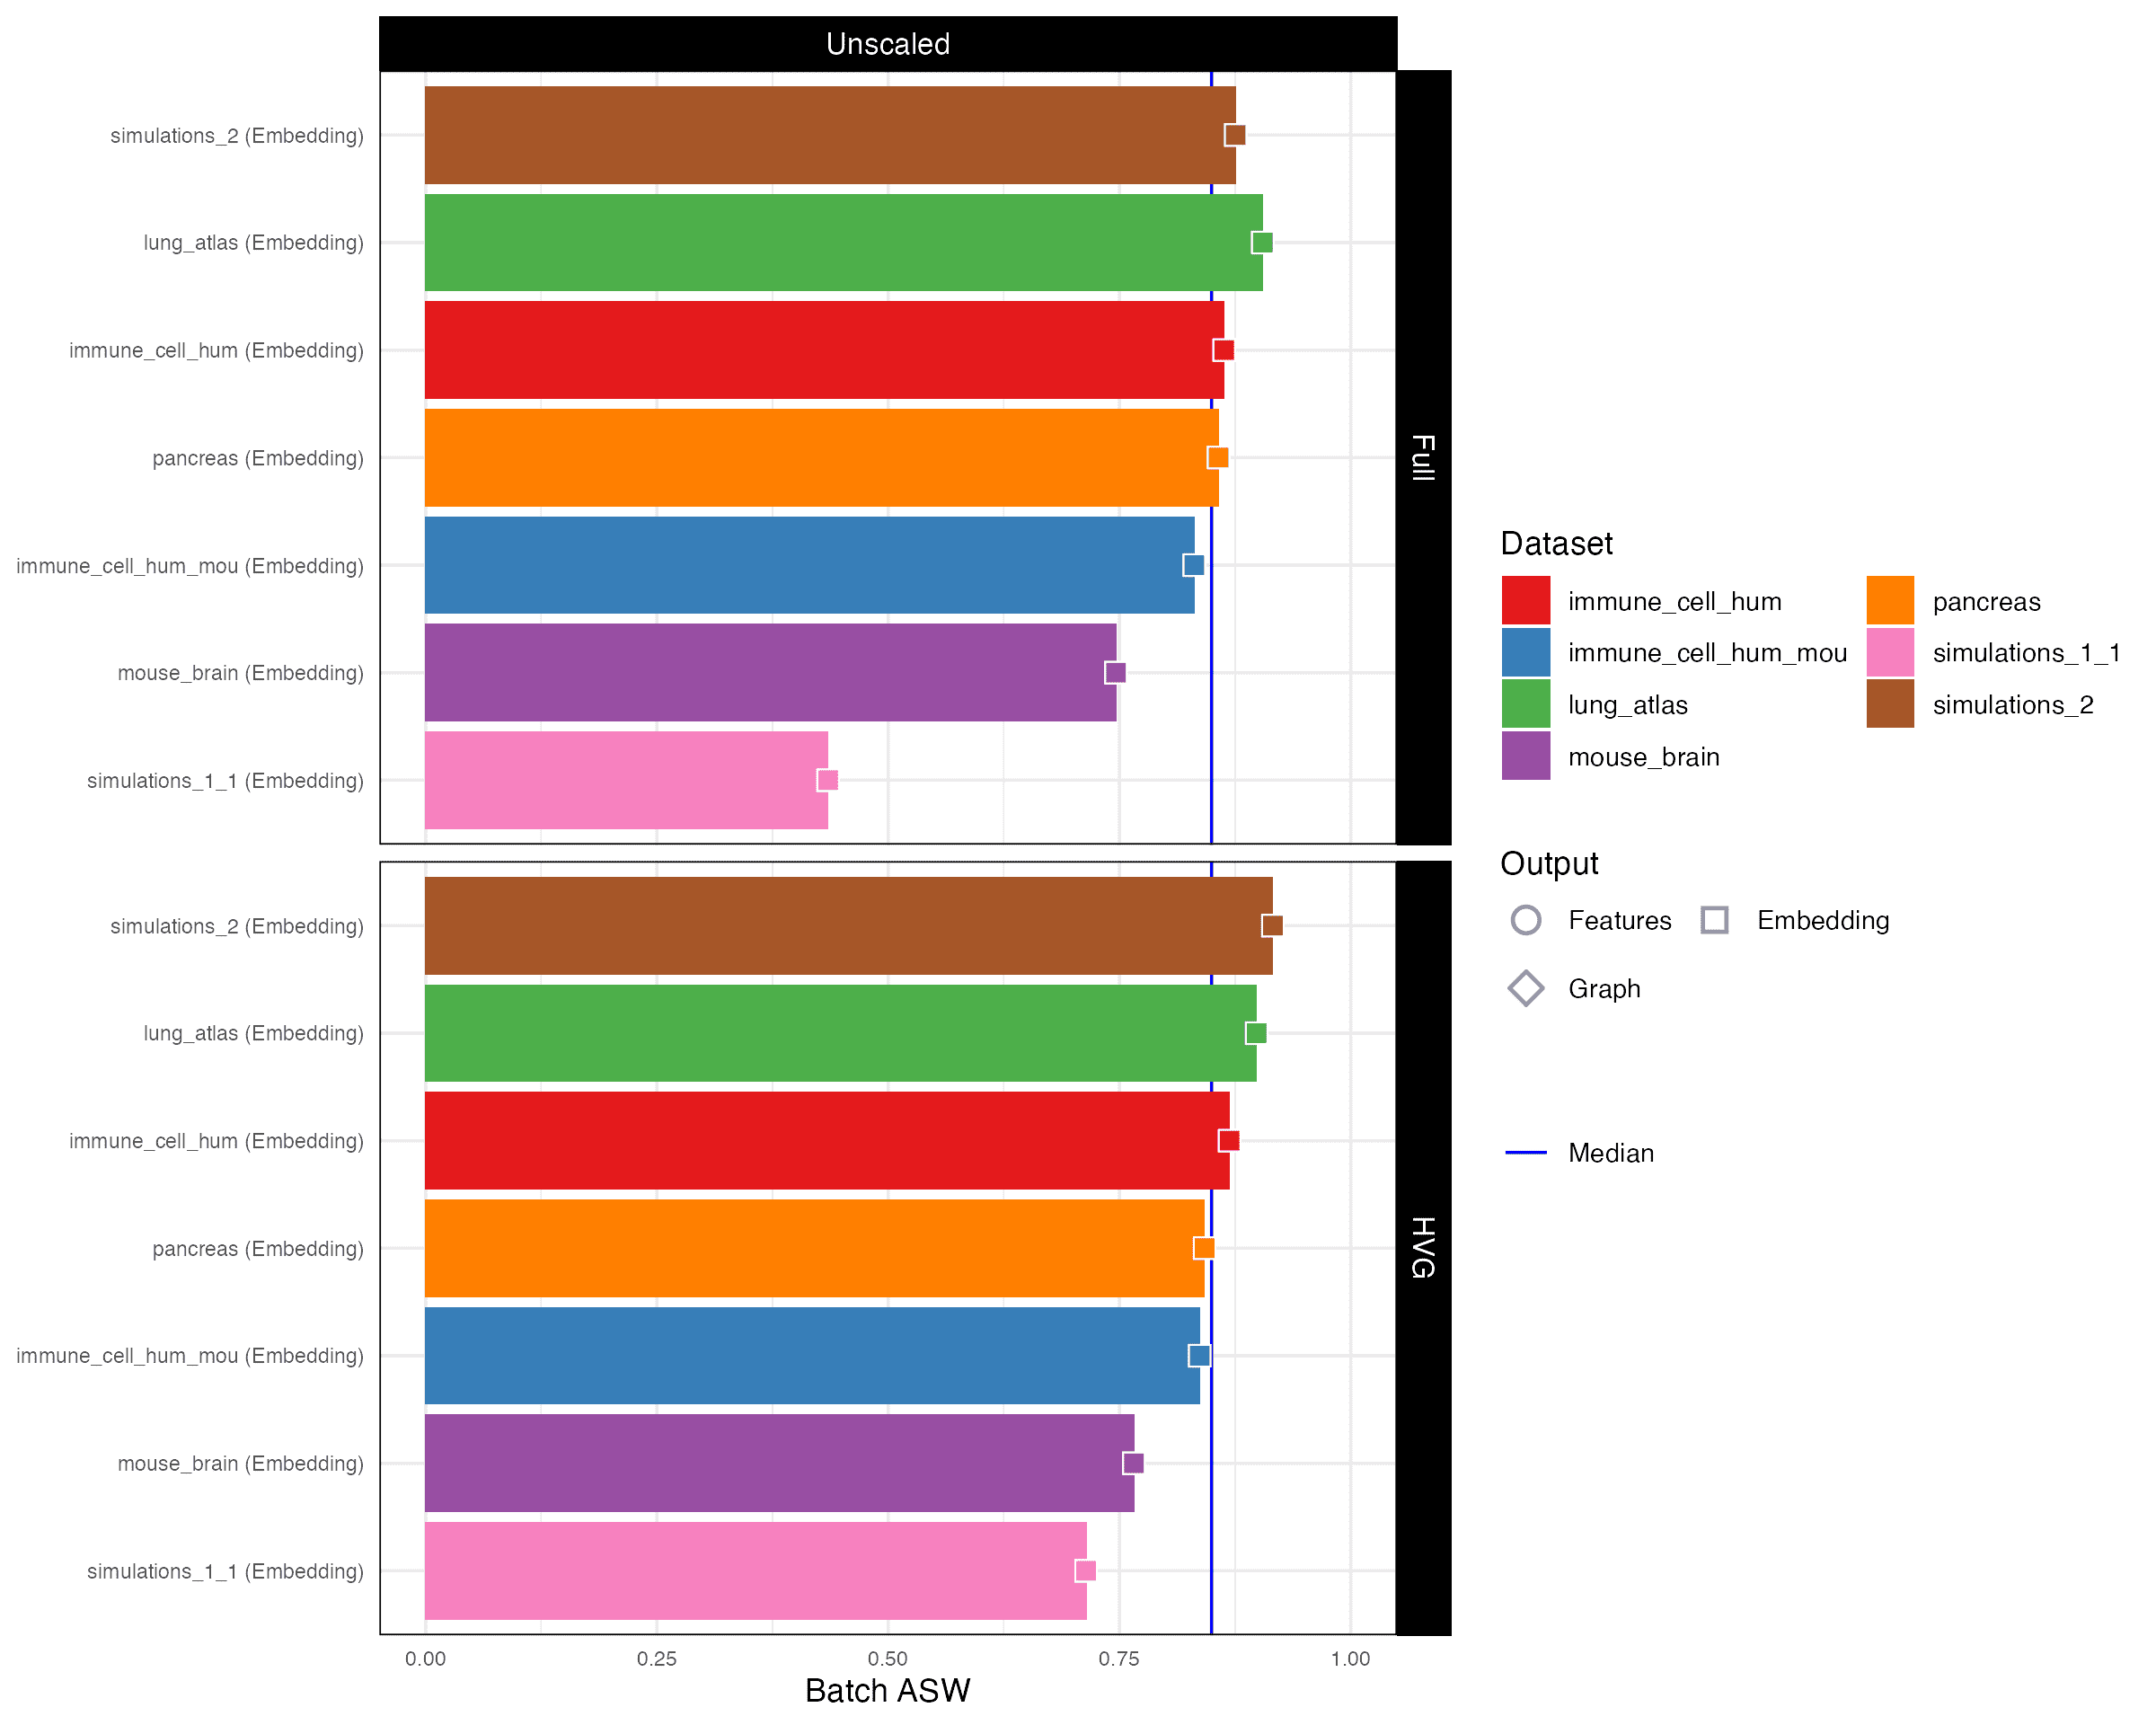 Unscaled
simulations_2 (Embedding)
lung_atlas (Embedding)
immune_cell_hum (Embedding)
pancreas (Embedding)
immune_cell_hum_mou (Embedding)
mouse_brain (Embedding)
simulations_1_1 (Embedding)
Full
simulations_2 (Embedding)
lung_atlas (Embedding)
immune_cell_hum (Embedding)
pancreas (Embedding)
immune_cell_hum_mou (Embedding)
mouse_brain (Embedding)
simulations_1_1 (Embedding)
HVG
0.00 0.25 0.50 0.75 1.00
Batch ASW
Dataset
immune_cell_hum pancreas
immune_cell_hum_mou simulations_1_1
lung_atlas simulations_2
mouse_brain
Output
Features Embedding
Graph
Median